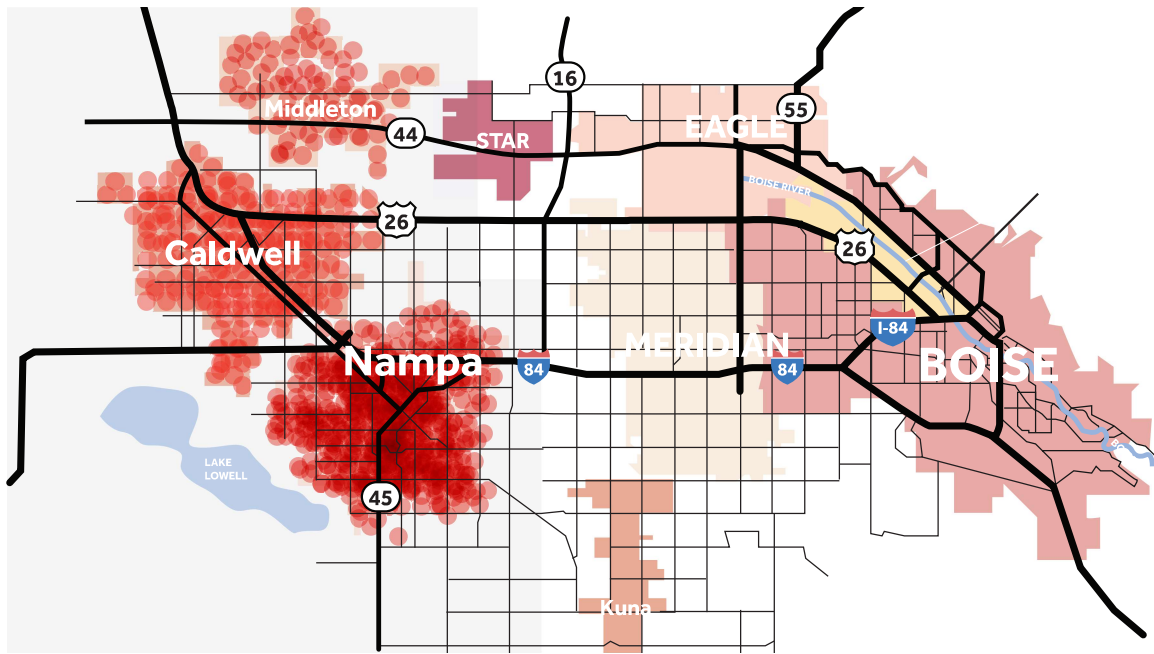 16
55
Middleton
44
STAR
EAGLE
BOISE RIVER
26
26
Caldwell
I-84
MERIDIAN
Nampa
84
84
BOISE
LAKE
LOWELL
45
Kuna